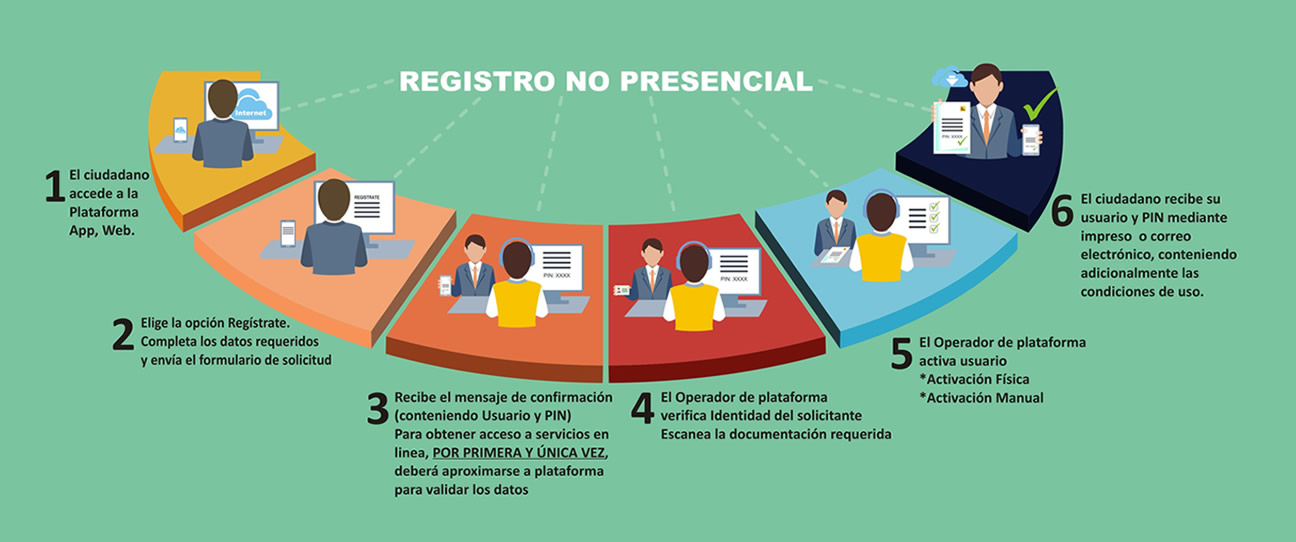 REGISTRO NO PRESENCIAL
Internet
1
El ciudadano
accede a la
Plataforma
App, Web.
REGISTRATE
2
Elige la opción Regístrate.
Completa los datos requeridos
y envía el formulario de solicitud
PIN: XXXX
3
Recibe el mensaje de confirmación
(conteniendo Usuario y PIN)
Para obtener acceso a servicios en
linea, POR PRIMERA Y ÚNICA VEZ,
deberá aproximarse a plataforma
para validar los datos
PIN: XXXX
4
El Operador de plataforma
verifica Identidad del solicitante
Escanea la documentación requerida
5
El Operador de plataforma
activa usuario
*Activación Física
*Activación Manual
PIN: XXXX
6
El ciudadano recibe su
usuario y PIN mediante
impreso o correo
electrónico, conteniendo
adicionalmente las
condiciones de uso.